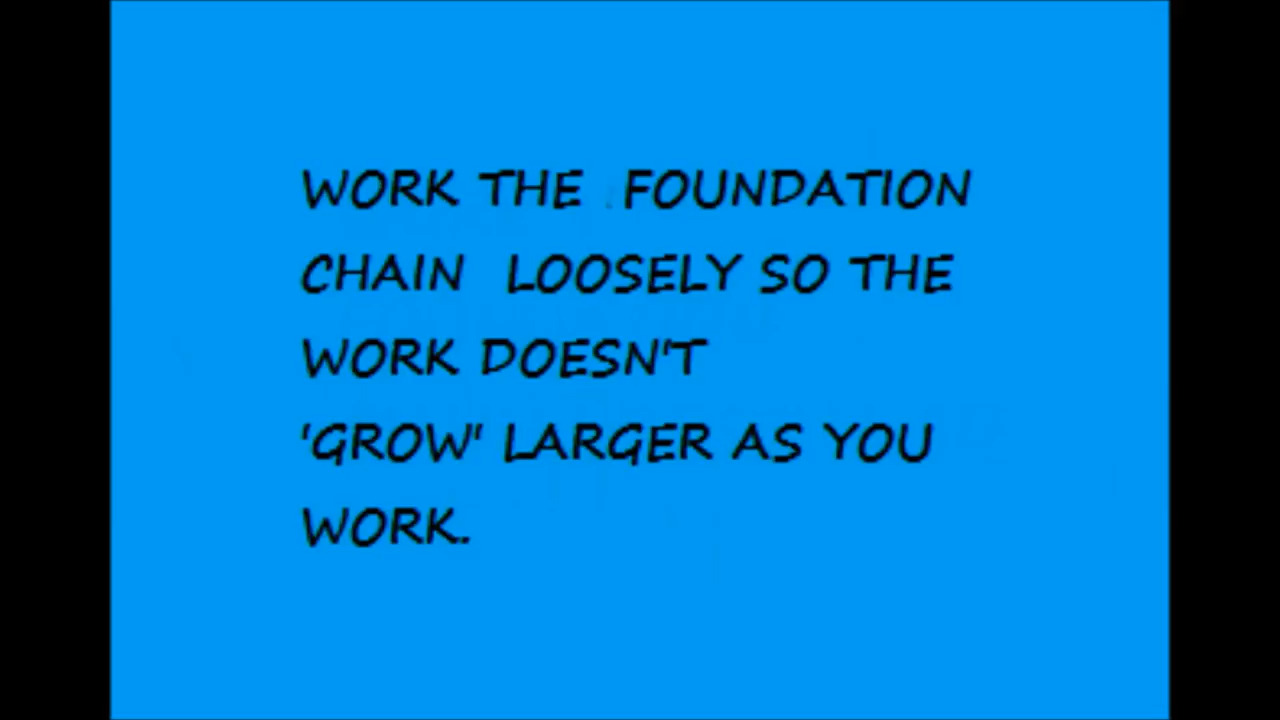 WORK THE FOUNDATION
CHAIN LOOSELY SO THE
WORK DOESN'T
'GROW' LARGER AS YOU
WORK.